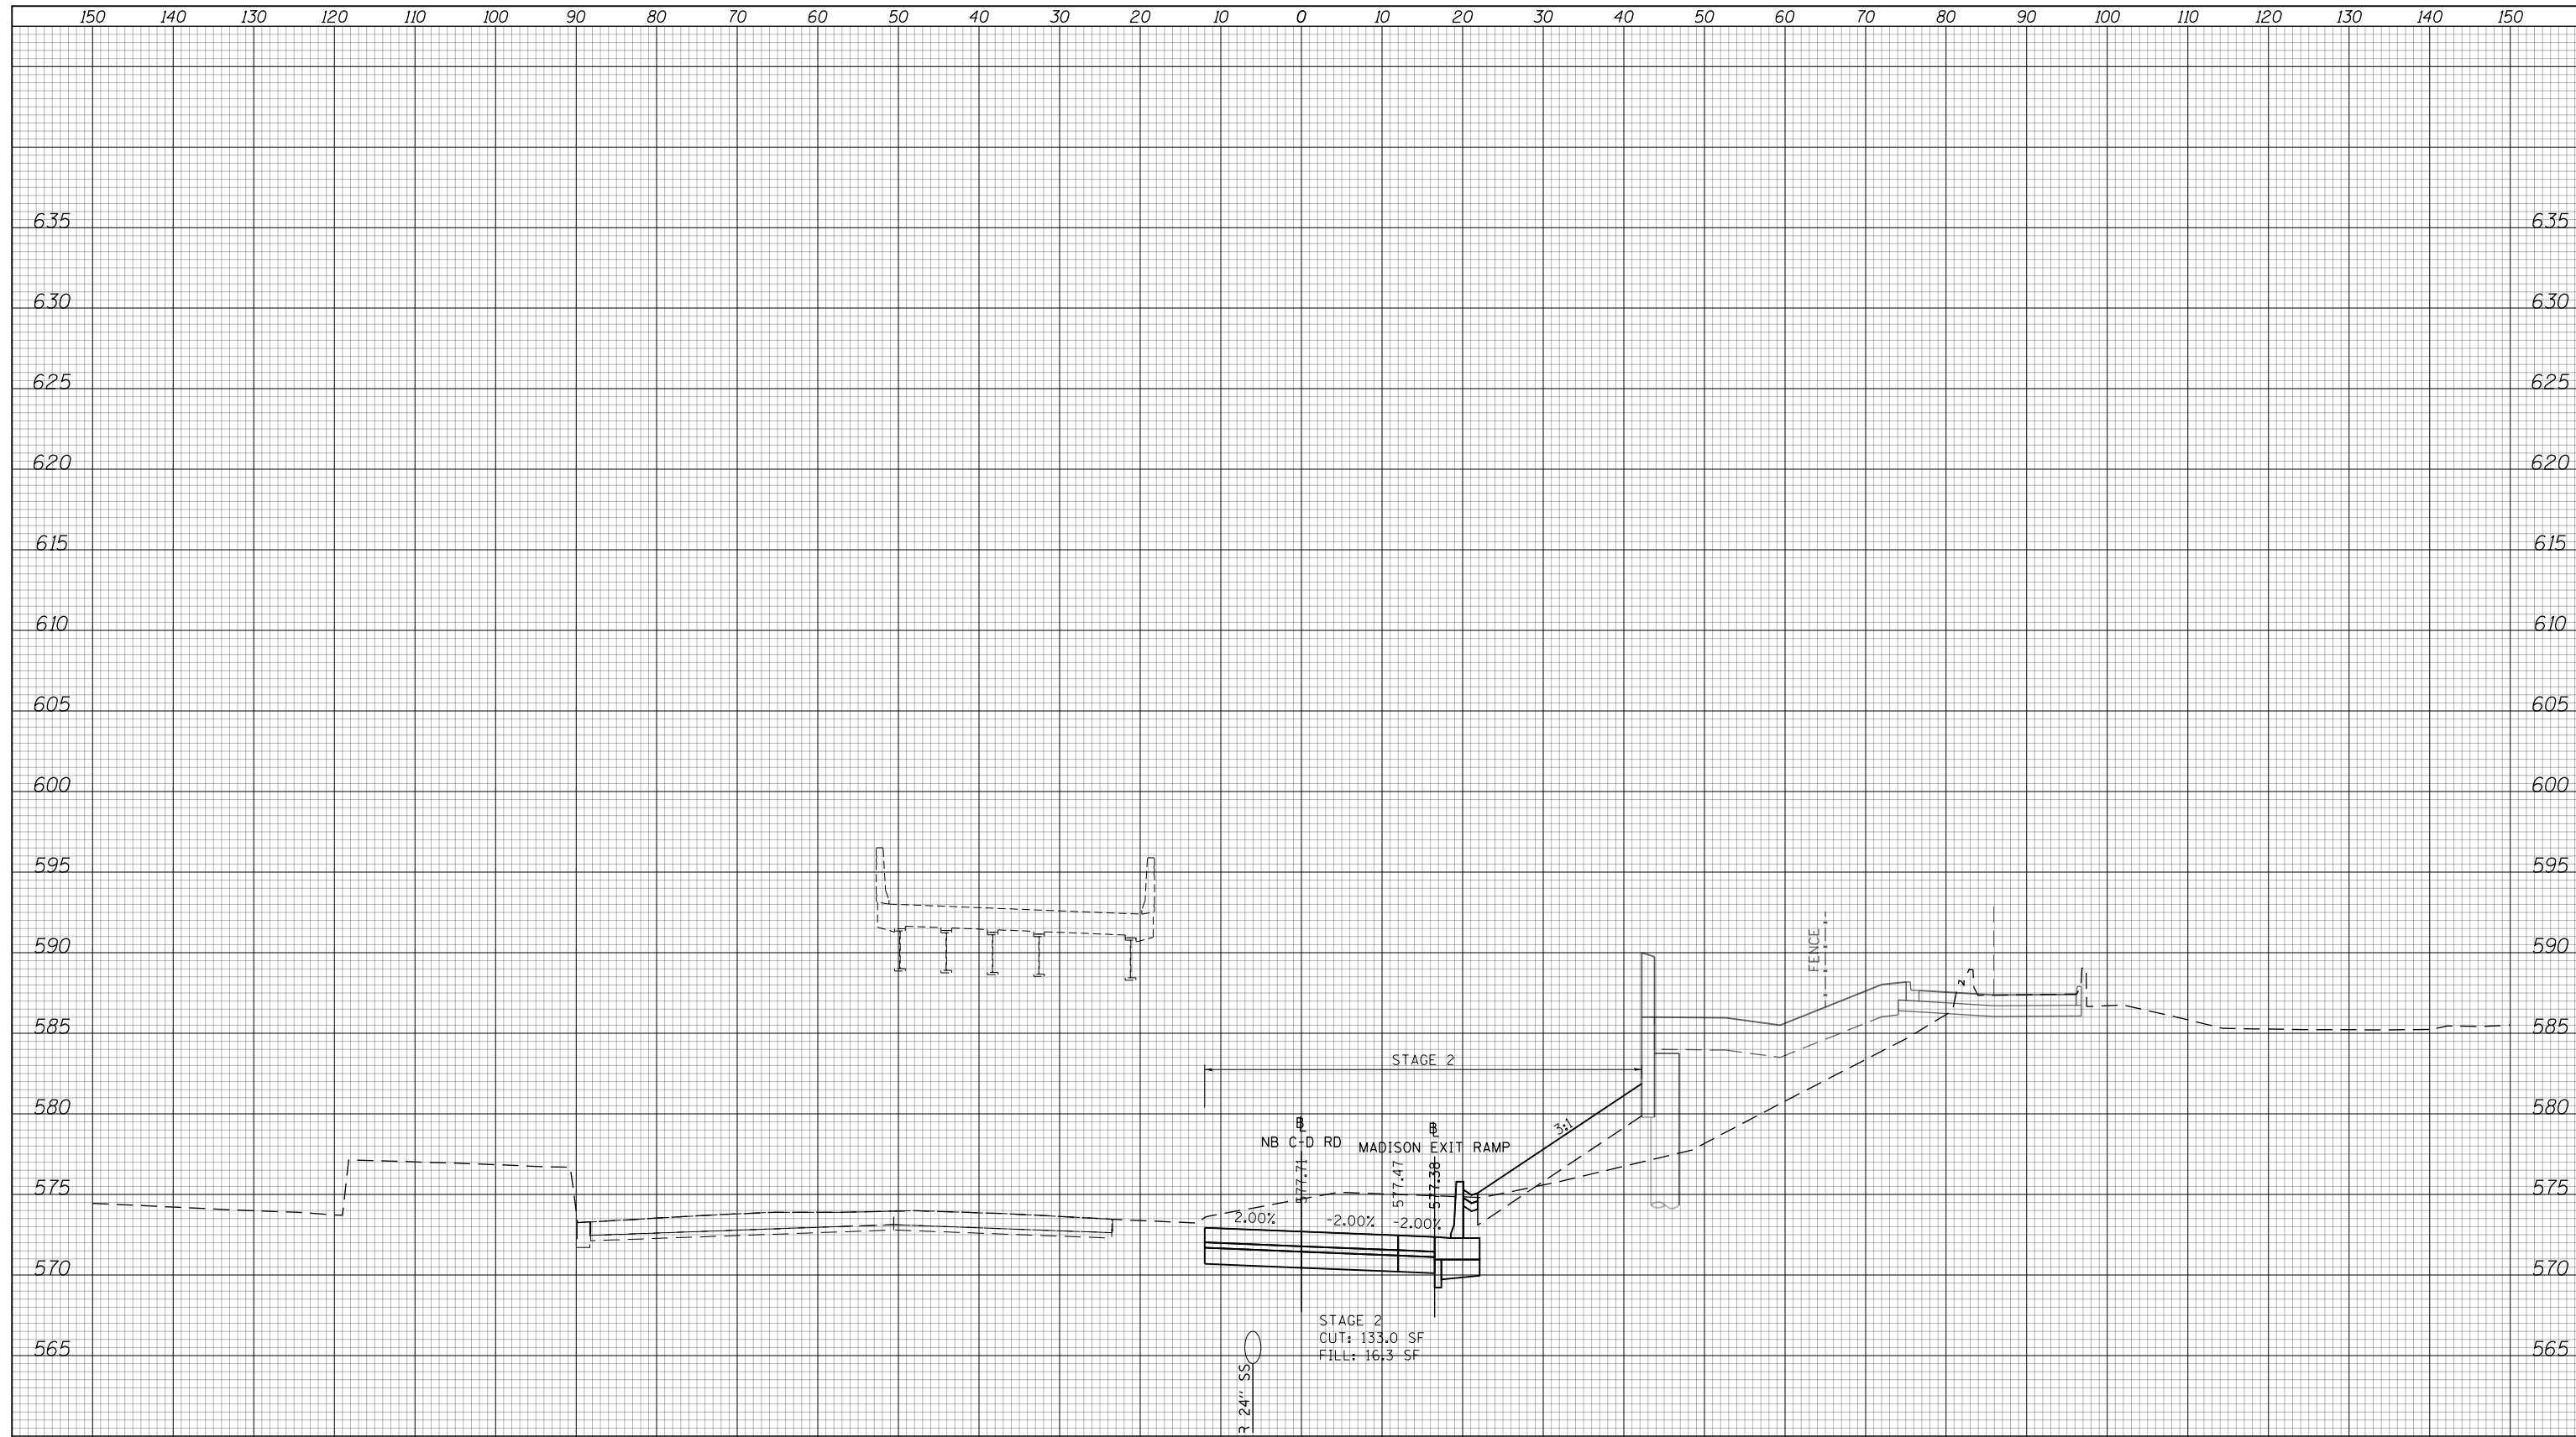 150 140 130 120 110 100 90 80 70 60 50 40 30 20 10 0 10 20 30 40 50 60 70 80 90 100 110 120 130 140 150
635 635
630 630
625 625
620 620
615 615
610 610
605 605
600 600
595 595
590 FENCE 590
2
585 585
STAGE 2
580 580
3:1
BL BL
NB C-D RD MADISON EXIT RAMP
577.71 577.47 577.38
575 575
2.00% -2.00% -2.00%
570 570
STAGE 2
CUT: 133.0 SF
FILL: 16.3 SF
565 565
R 24" SS